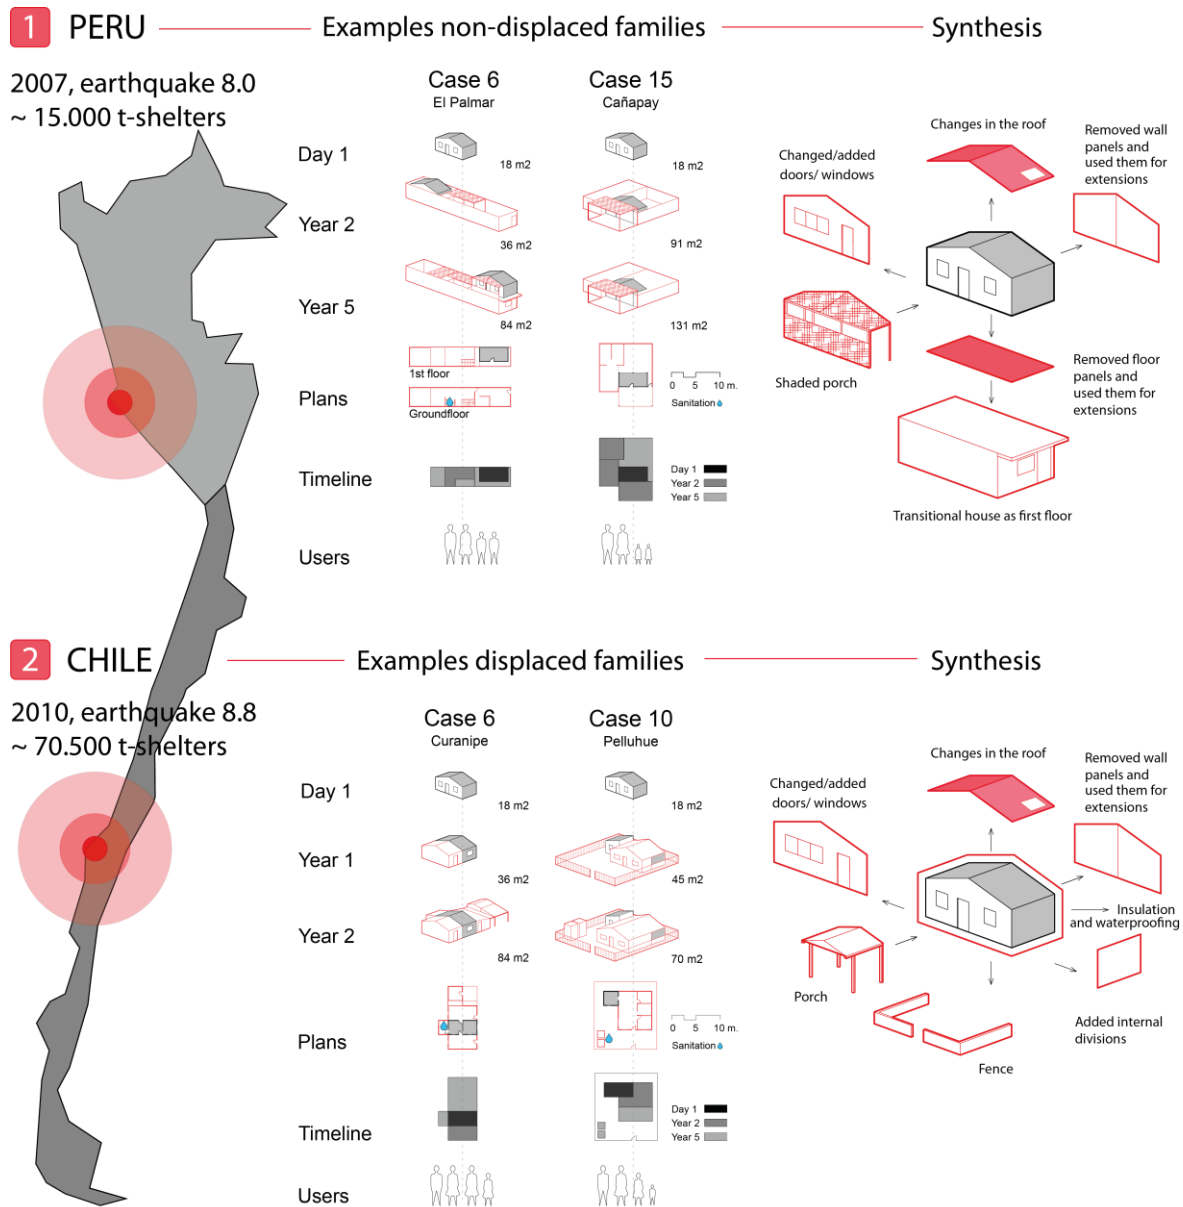 1 PERU
Examples non-displaced families
Synthesis
2007, earthquake 8.0
~ 15.000 t-shelters
Case 6
El Palmar
Case 15
Cañapay
Day 1
18 m2
18 m2
Year 2
36 m2
91 m2
Year 5
84 m2
131 m2
Plans
1st floor
Groundfloor
0 5 10 m.
Sanitation
Timeline
Day 1
Year 2
Year 5
Users
Changes in the roof
Removed wall
panels and
used them for
extensions
Changed/added
doors/ windows
Shaded porch
Removed floor
panels and
used them for
extensions
Transitional house as first floor
2 CHILE
Examples displaced families
Synthesis
2010, earthquake 8.8
~ 70.500 t-shelters
Case 6
Curanipe
Case 10
Pelluhue
Day 1
18 m2
18 m2
Year 1
36 m2
45 m2
Year 2
84 m2
70 m2
Plans
0 5 10 m.
Sanitation
Timeline
Day 1
Year 2
Year 5
Users
Changes in the roof
Removed wall
panels and
used them for
extensions
Changed/added
doors/ windows
Insulation
and waterproofing
Porch
Added internal
divisions
Fence